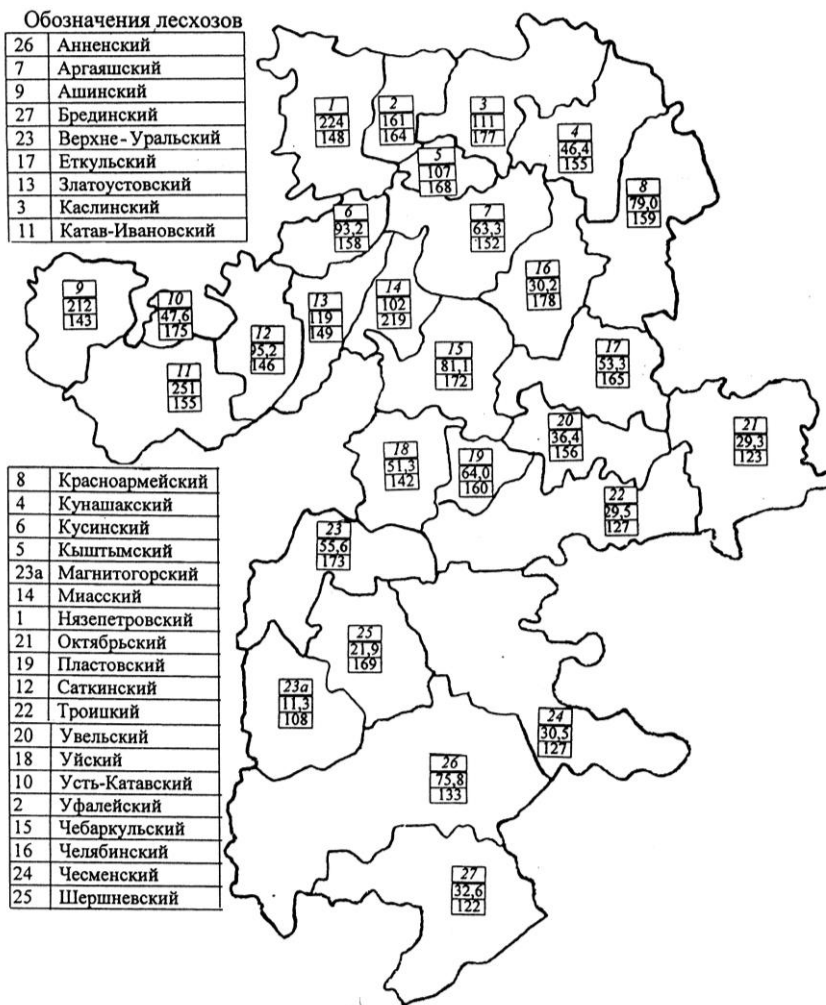 Обозначения лесхозов
26 Анненский
7 Аргаяшский
9 Ашинский
27 Брединский
23 Верхне-Уральский
17 Еткульский
13 Златоустовский
3 Каслинский
11 Катав-Ивановский
1
224
148
2
161
164
3
111
177
4
46,4
155
5
107
168
6
93,2
158
7
63,3
152
8
79,0
159
9
212
143
10
47,6
175
11
251
155
12
95,2
146
13
119
149
14
102
219
15
81,1
172
16
30,2
178
17
53,3
165
18
51,3
142
19
64,0
160
20
36,4
156
21
29,3
123
22
29,5
127
8 Красноармейский
4 Кунашакский
6 Кусинский
5 Кыштымский
23а Магнитогорский
14 Миасский
1 Нязепетровский
21 Октябрьский
19 Пластовский
12 Саткинский
22 Троицкий
20 Увельский
18 Уйский
10 Усть-Катавский
2 Уфалейский
15 Чебаркульский
16 Челябинский
24 Чесменский
25 Шершневский
23
55,6
173
25
21,9
169
23а
11,3
108
24
30,5
127
26
75,8
133
27
32,6
122